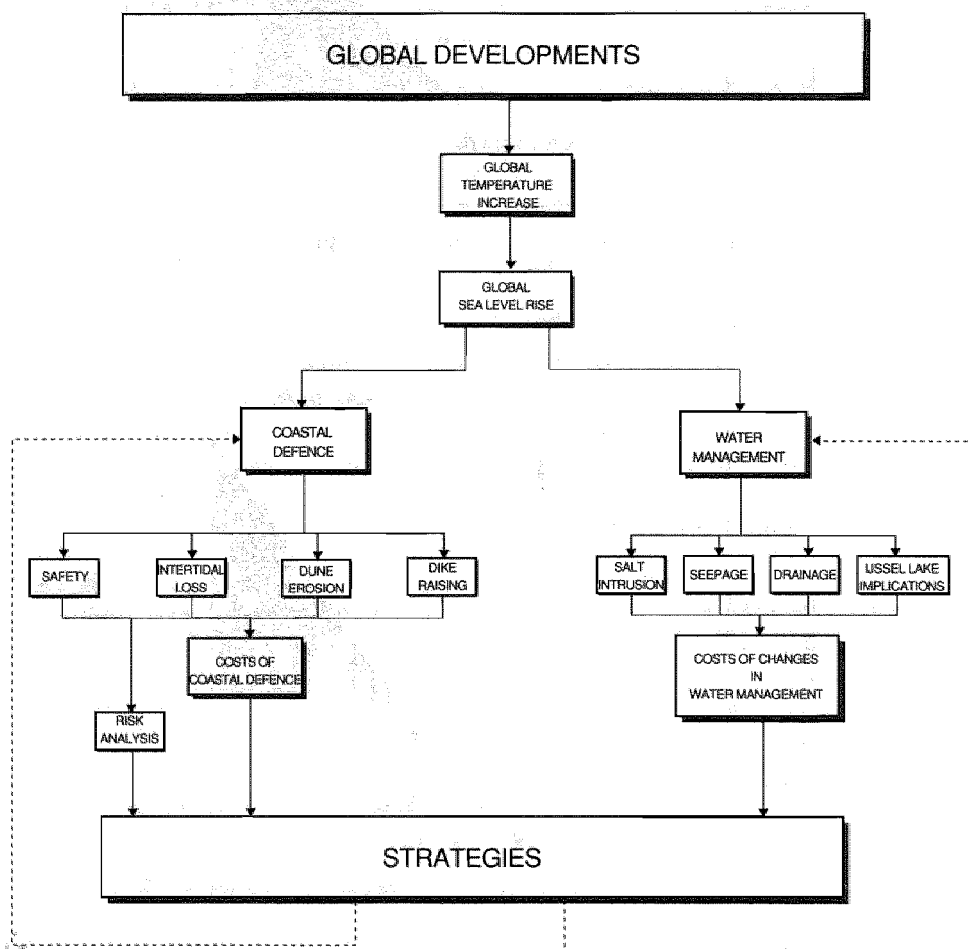 GLOBAL DEVELOPMENTS
GLOBAL
TEMPERATURE
INCREASE
GLOBAL
SEA LEVEL RISE
COASTAL
DEFENCE
WATER
MANAGEMENT
SAFETY
INTERTIDAL
LOSS
DUNE
EROSION
DIKE
RAISING
SALT
INTRUSION
SEEPAGE
DRAINAGE
IJSSEL LAKE
IMPLICATIONS
COSTS OF
COASTAL DEFENCE
COSTS OF CHANGES
IN
WATER MANAGEMENT
RISK
ANALYSIS
STRATEGIES